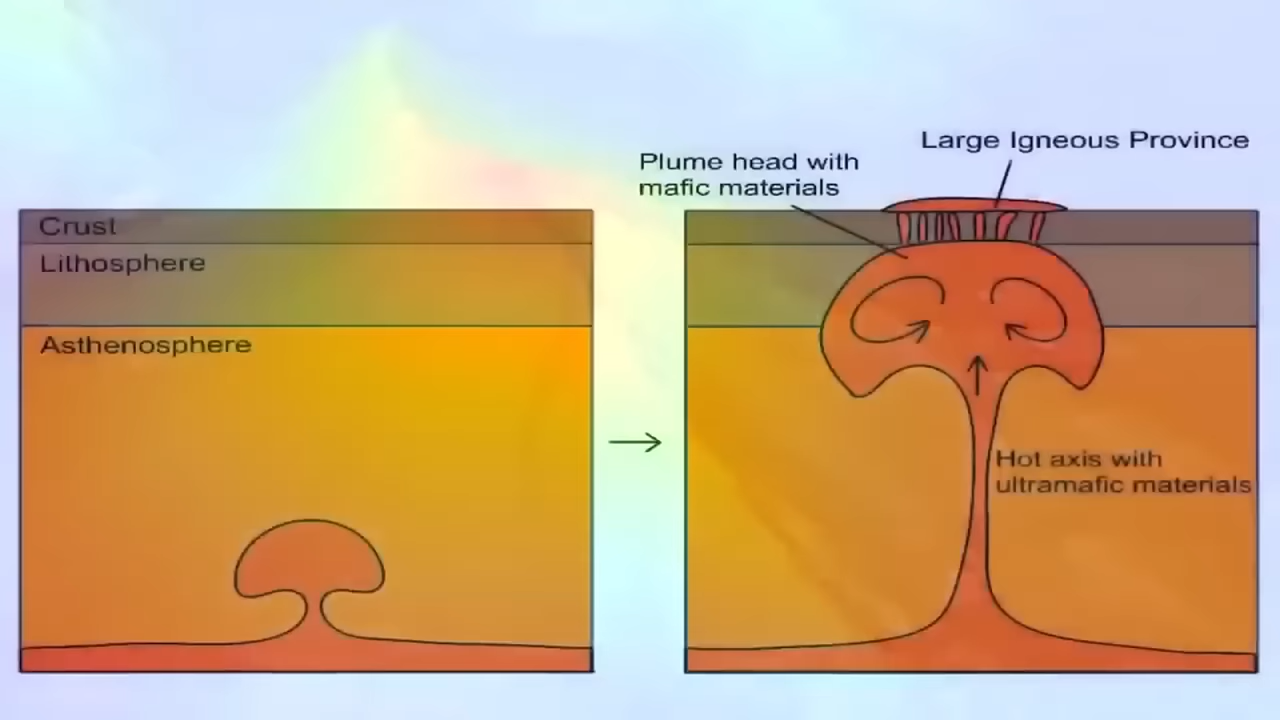 Crust
Lithosphere
Asthenosphere
Plume head with
mafic materials
Large Igneous Province
Hot axis with
ultramafic materials